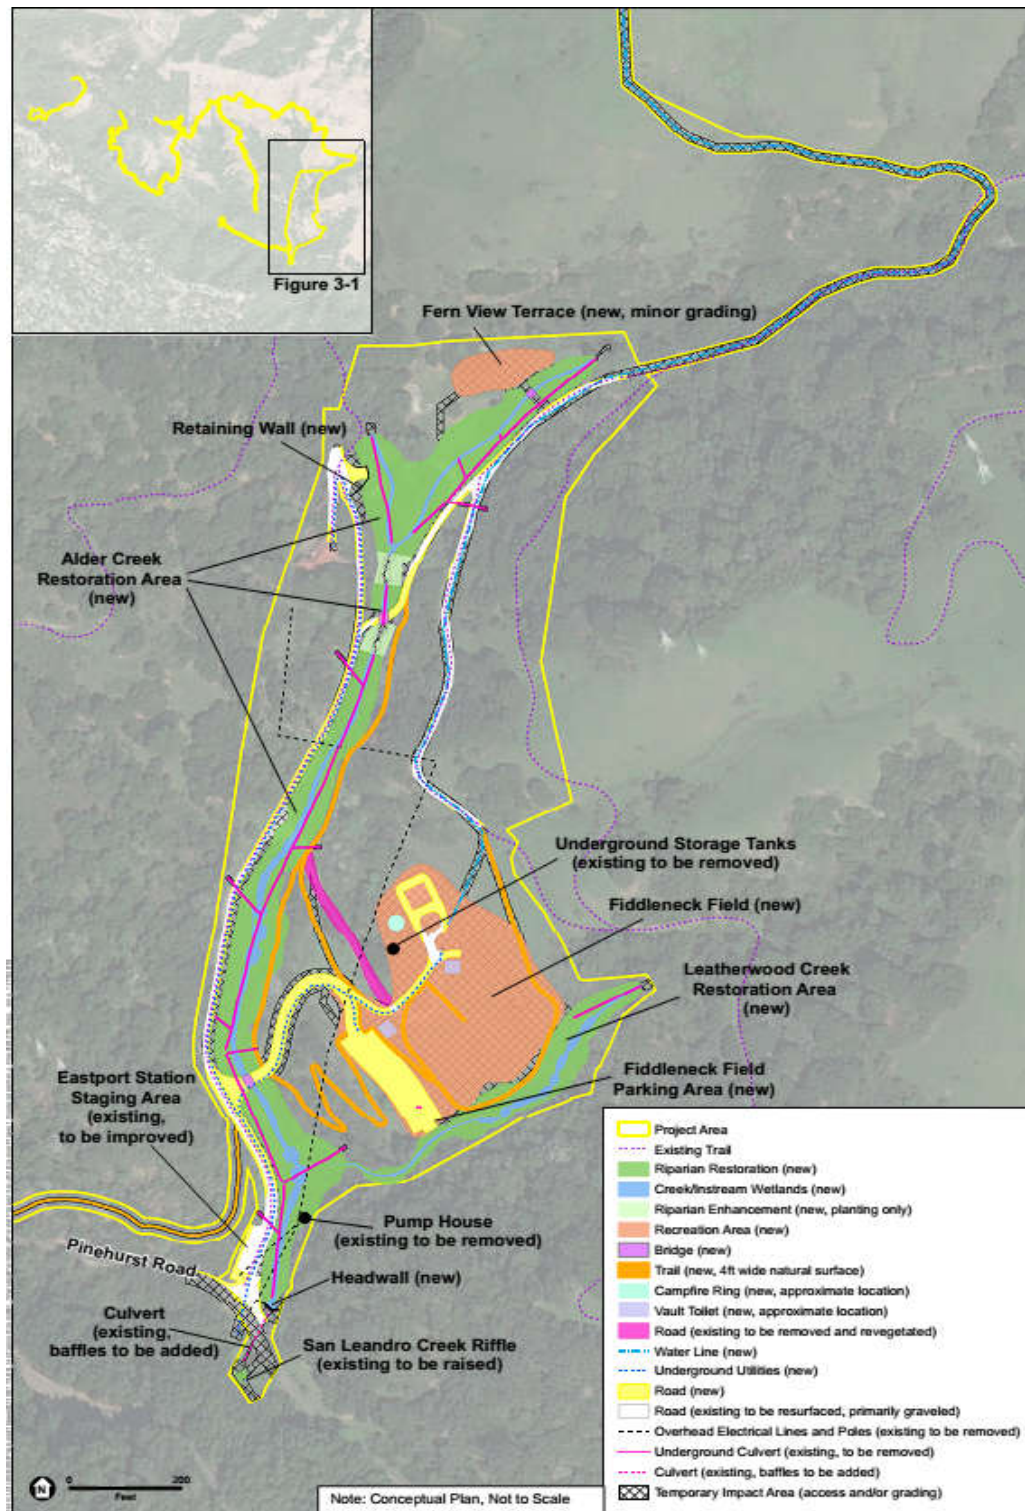 Figure 3-1
Fern View Terrace (new, minor grading)
Retaining Wall (new)
Alder Creek
Restoration Area
(new)
Underground Storage Tanks
(existing to be removed)
Fiddleneck Field (new)
Leatherwood Creek
Restoration Area
(new)
Fiddleneck Field
Parking Area (new)
Eastport Station
Staging Area
(existing,
to be improved)
Pump House
(existing to be removed)
Pinehurst Road
Headwall (new)
Culvert
(existing,
baffles to be added)
San Leandro Creek Riffle
(existing to be raised)
Project Area
Existing Trail
Riparian Restoration (new)
Creek/Instream Wetlands (new)
Riparian Enhancement (new, planting only)
Recreation Area (new)
Bridge (new)
Trail (new, 4ft wide natural surface)
Campfire Ring (new, approximate location)
Vault Toilet (new, approximate location)
Road (existing to be removed and revegetated)
Water Line (new)
Underground Utilities (new)
Road (new)
Road (existing to be resurfaced, primarily graveled)
Overhead Electrical Lines and Poles (existing to be removed)
Underground Culvert (existing, to be removed)
Culvert (existing, baffles to be added)
Temporary Impact Area (access and/or grading)
N
0 200
Feet
Note: Conceptual Plan, Not to Scale